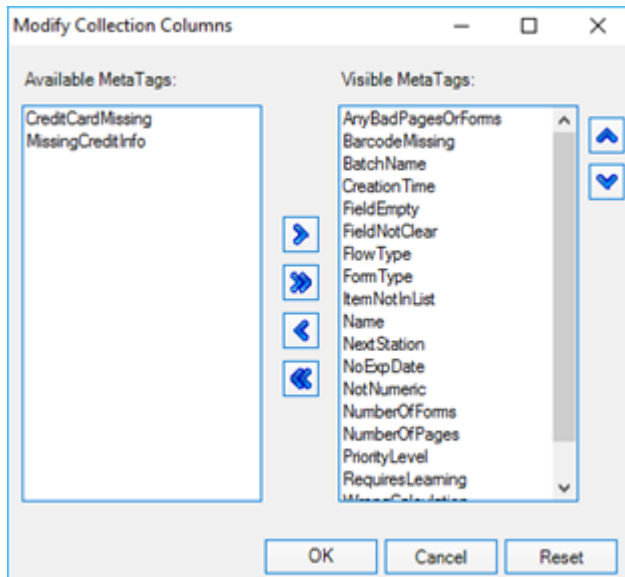 Modify Collection Columns
Available MetaTags:
CreditCardMissing
MissingCreditInfo
Visible MetaTags:
AnyBadPagesOrForms
BarcodeMissing
BatchName
CreationTime
FieldEmpty
FieldNotClear
FlowType
FormType
ItemNotInList
Name
NextStation
NoExpDate
NotNumeric
NumberOfForms
NumberOfPages
PriorityLevel
RequiresLearning
WrongCalculation
OK
Cancel
Reset